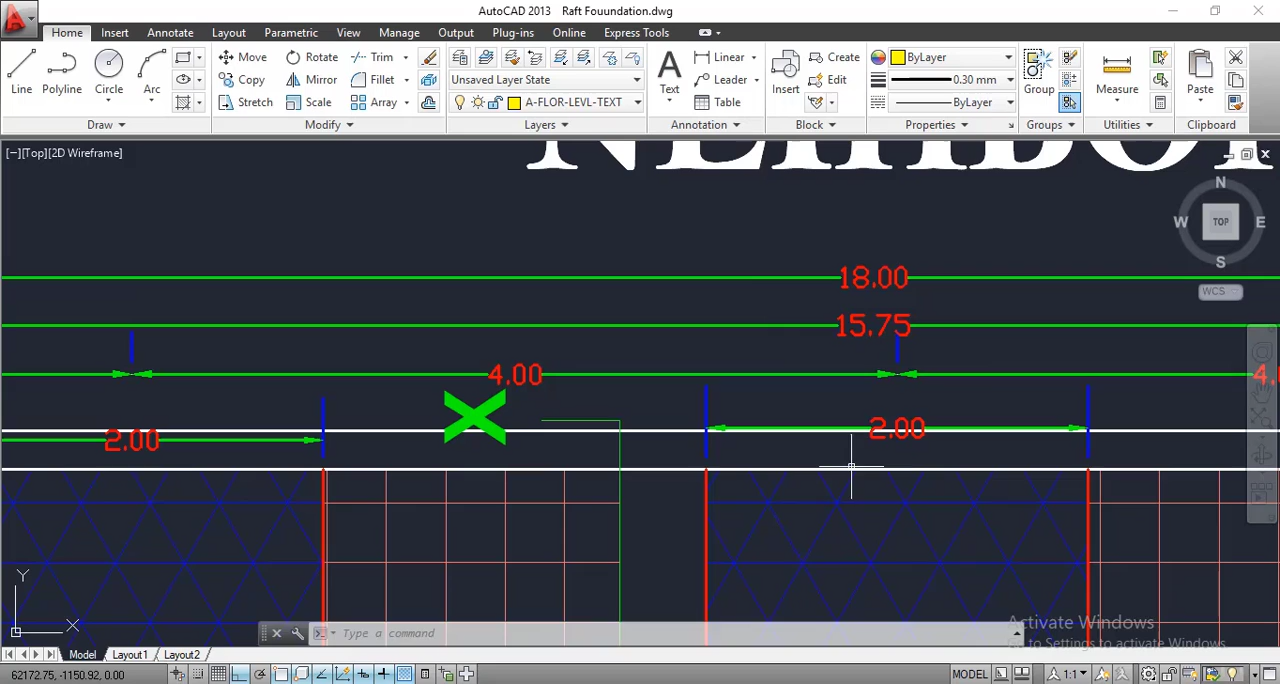 AutoCAD 2013 Raft Fouundation.dwg
Home Insert Annotate Layout Parametric View Manage Output Plug-ins Online Express Tools
Line Polyline Circle Arc
Move Rotate Trim
Copy Mirror Fillet
Stretch Scale Array
Unsaved Layer State
A-FLOR-LEVL-TEXT
Text Linear Leader Table
Insert Create Edit
ByLayer
0.30 mm
ByLayer
Group Measure Paste
Draw Modify Layers Annotation Block Properties Groups Utilities Clipboard
[−][Top][2D Wireframe]
N
W TOP E
S
WCS
18.00
15.75
4.00
2.00
2.00
X
Y
X
Type a command
Activate Windows
Go to Settings to activate Windows.
Model Layout1 Layout2
62172.75, -1150.92, 0.00 MODEL 1:1